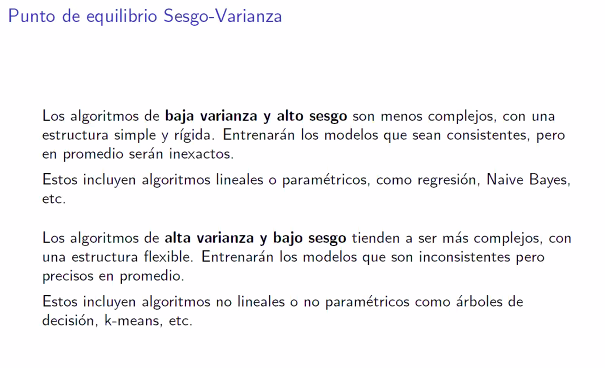 Punto de equilibrio Sesgo-Varianza
Los algoritmos de baja varianza y alto sesgo son menos complejos, con una
estructura simple y rígida. Entrenarán los modelos que sean consistentes, pero
en promedio serán inexactos.
Estos incluyen algoritmos lineales o paramétricos, como regresión, Naive Bayes,
etc.
Los algoritmos de alta varianza y bajo sesgo tienden a ser más complejos, con
una estructura flexible. Entrenarán los modelos que son inconsistentes pero
precisos en promedio.
Estos incluyen algoritmos no lineales o no paramétricos como árboles de
decisión, k-means, etc.